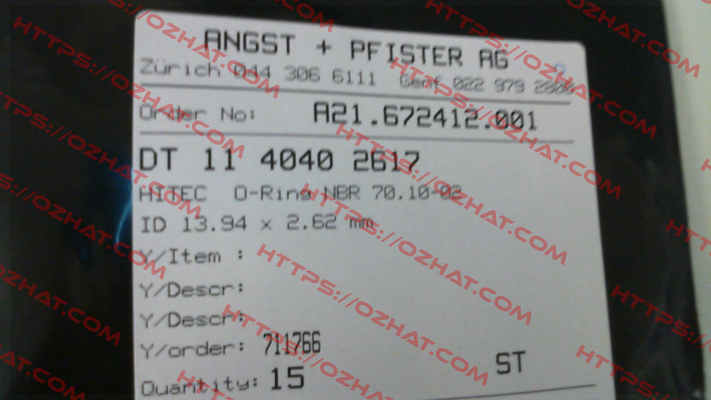 ANGST + PFISTER AG
Zürich 044 306 6111 Genf 022 979
Order No: A21.672412.001
DT 11 4040 2617
HITEC O-Ring NBR 70.10-02
ID 13.94 x 2.62 mm
Y/Item :
Y/Descr:
Y/Descr:
Y/order: 711766
ST
Quantity: 15
HTTPS://OZHAT.COM